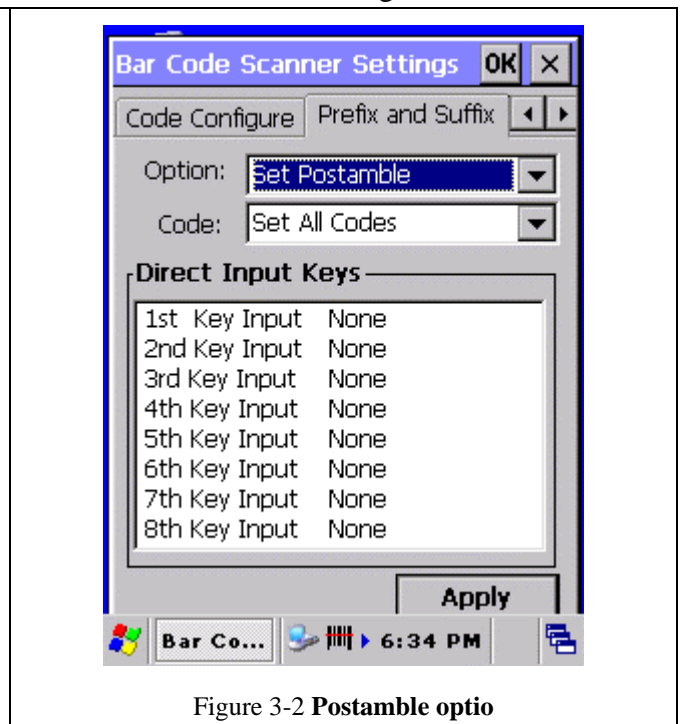 Bar Code Scanner Settings OK ×
Code Configure Prefix and Suffix
Option: Set Postamble
Code: Set All Codes
Direct Input Keys
1st Key Input None
2nd Key Input None
3rd Key Input None
4th Key Input None
5th Key Input None
6th Key Input None
7th Key Input None
8th Key Input None
Apply
Bar Co... 6:34 PM
Figure 3-2 Postamble optio